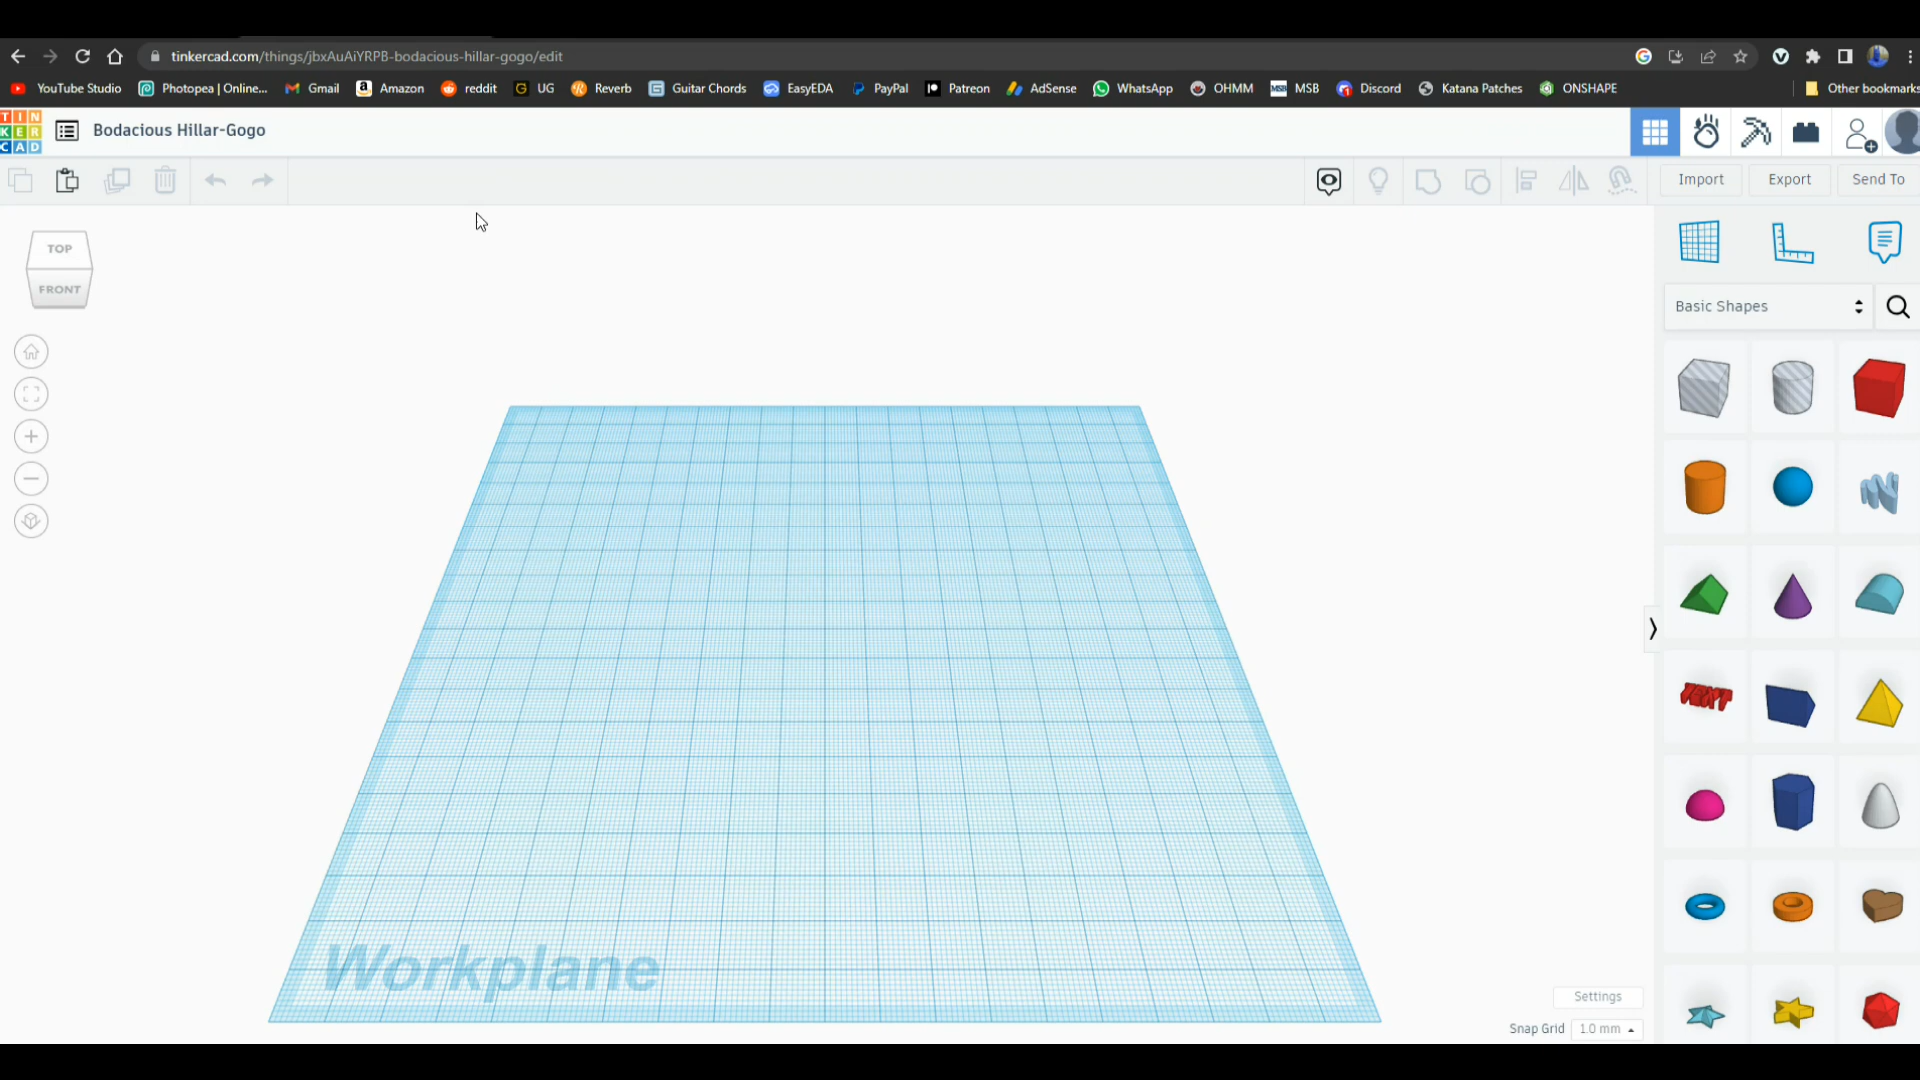 tinkercad.com/things/jbxAuAiYRPB-bodacious-hillar-gogo/edit
YouTube Studio Photopea | Online... Gmail Amazon reddit UG Reverb Guitar Chords EasyEDA PayPal Patreon AdSense WhatsApp OHMM MSB Discord Katana Patches ONSHAPE Other bookmarks
TIN
KER
CAD
Bodacious Hillar-Gogo
Import Export Send To
TOP
FRONT
Basic Shapes
TEXT
Workplane
Settings
Snap Grid 1.0 mm